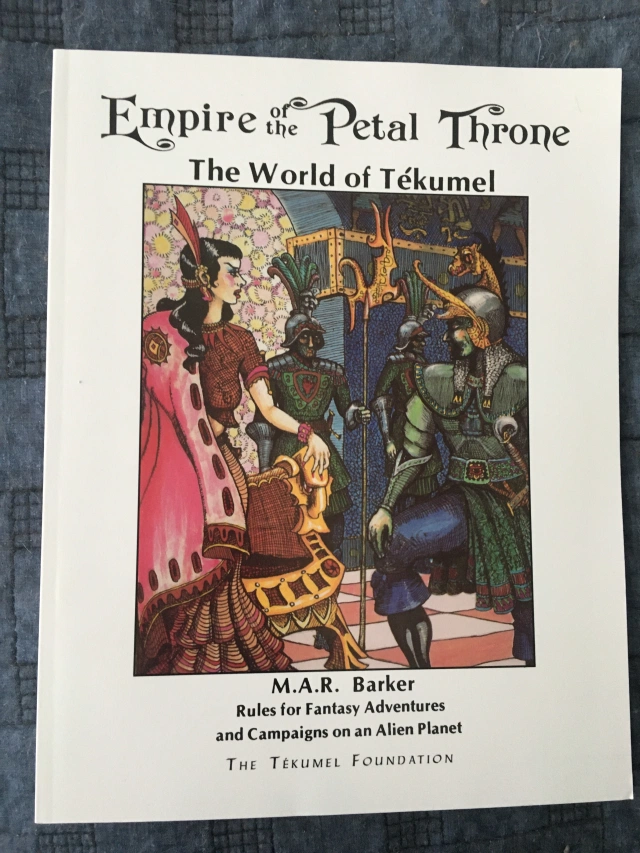 Empire of the Petal Throne
The World of Tékumel
M.A.R. Barker
Rules for Fantasy Adventures
and Campaigns on an Alien Planet
The Tékumel Foundation